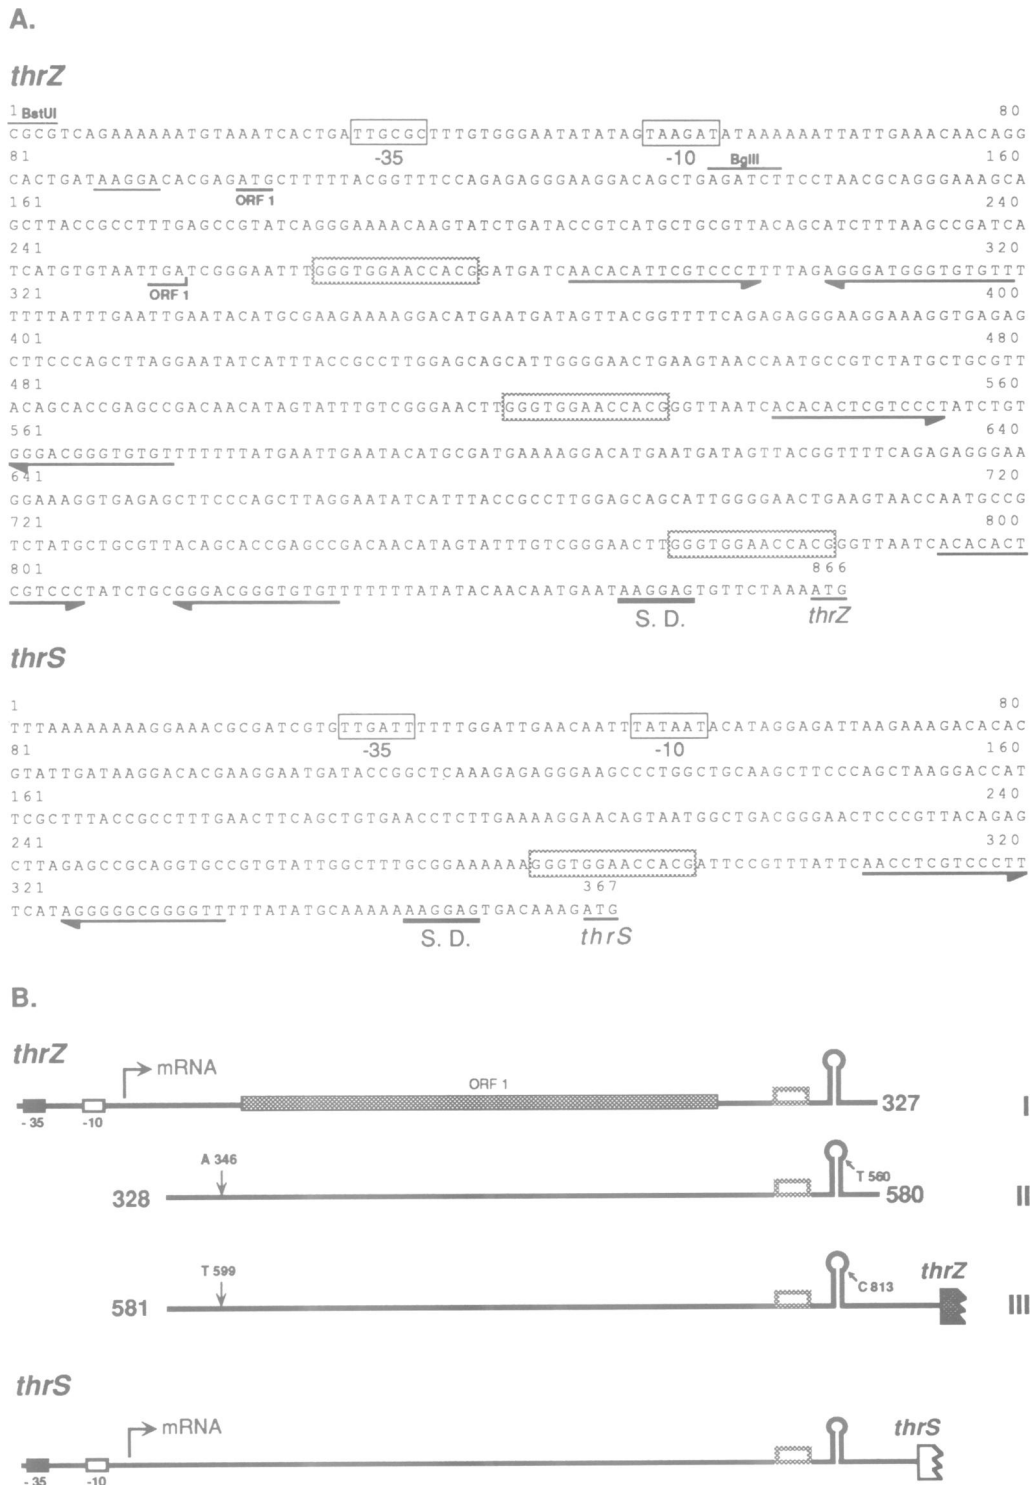 A.
thrZ
1 BstUI 80
CGCGTCAGAAAAAATGTAAATCACTGATTGCGCTTTGTGGGAATATATAGTAAGATATAAAAAATTATTGAAACAACAGG
81 -35 -10 BglII 160
CACTGATAAGGACACGAGATGCTTTTTACGGTTTCCAGAGAGGGAAGGACAGCTGAGATCTTCCTAACGCAGGGAAAGCA
161 ORF 1 240
GCTTACCGCCTTTGAGCCGTATCAGGGAAAACAAGTATCTGATACCGTCATGCTGCGTTACAGCATCTTTAAGCCGATCA
241 320
TCATGTGTAATTGATCGGGAATTTGGGTGGAACCACGGATGATCAACACATTCGTCCCTTTTAGAGGGATGGGTGTGTTT
321 ORF 1 400
TTTTATTTGAATTGAATACATGCGAAGAAAAGGACATGAATGATAGTTACGGTTTTCAGAGAGGGAAGGAAAGGTGAGAG
401 480
CTTCCCAGCTTAGGAATATCATTTACCGCCTTGGAGCAGCATTGGGGAACTGAAGTAACCAATGCCGTCTATGCTGCGTT
481 560
ACAGCACCGAGCCGACAACATAGTATTTGTCGGGAACTTGGGTGGAACCACGGGTTAATCACACACTCGTCCCTATCTGT
561 640
GGGACGGGTGTGTTTTTTTATGAATTGAATACATGCGATGAAAAGGACATGAATGATAGTTACGGTTTTCAGAGAGGGAA
641 720
GGAAAGGTGAGAGCTTCCCAGCTTAGGAATATCATTTACCGCCTTGGAGCAGCATTGGGGAACTGAAGTAACCAATGCCG
721 800
TCTATGCTGCGTTACAGCACCGAGCCGACAACATAGTATTTGTCGGGAACTTGGGTGGAACCACGGGTTAATCACACACT
801 866
CGTCCCTATCTGCGGGACGGGTGTGTTTTTTTATATACAACAATGAATAAGGAGTGTTCTAAAATG
S. D. thrZ
thrS
1 80
TTTAAAAAAAAGGAAACGCGATCGTGTTGATTTTTTGGATTGAACAATTTATAATACATAGGAGATTAAGAAAGACACAC
81 -35 -10 160
GTATTGATAAGGACACGAAGGAATGATACCGGCTCAAAGAGAGGGAAGCCCTGGCTGCAAGCTTCCCAGCTAAGGACCAT
161 240
TCGCTTTACCGCCTTTGAACTTCAGCTGTGAACCTCTTGAAAAGGAACAGTAATGGCTGACGGGAACTCCCGTTACAGAG
241 320
CTTAGAGCCGCAGGTGCCGTGTATTGGCTTTGCGGAAAAAAGGGTGGAACCACGATTCCGTTTATTCAACCTCGTCCCTT
321 367
TCATAGGGGGCGGGGTTTTTATATGCAAAAAAAGGAGTGACAAAGATG
S. D. thrS
B.
thrZ
mRNA
ORF 1
327 I
-35 -10
A 346
T 560
328 580 II
T 599
C 813 thrZ
581 III
thrS
mRNA
thrS
-35 -10